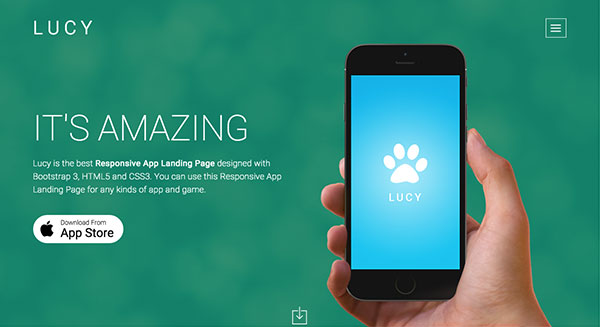 LUCY
IT'S AMAZING
Lucy is the best Responsive App Landing Page designed with
Bootstrap 3, HTML5 and CSS3. You can use this Responsive App
Landing Page for any kinds of app and game.
Download From
App Store
LUCY